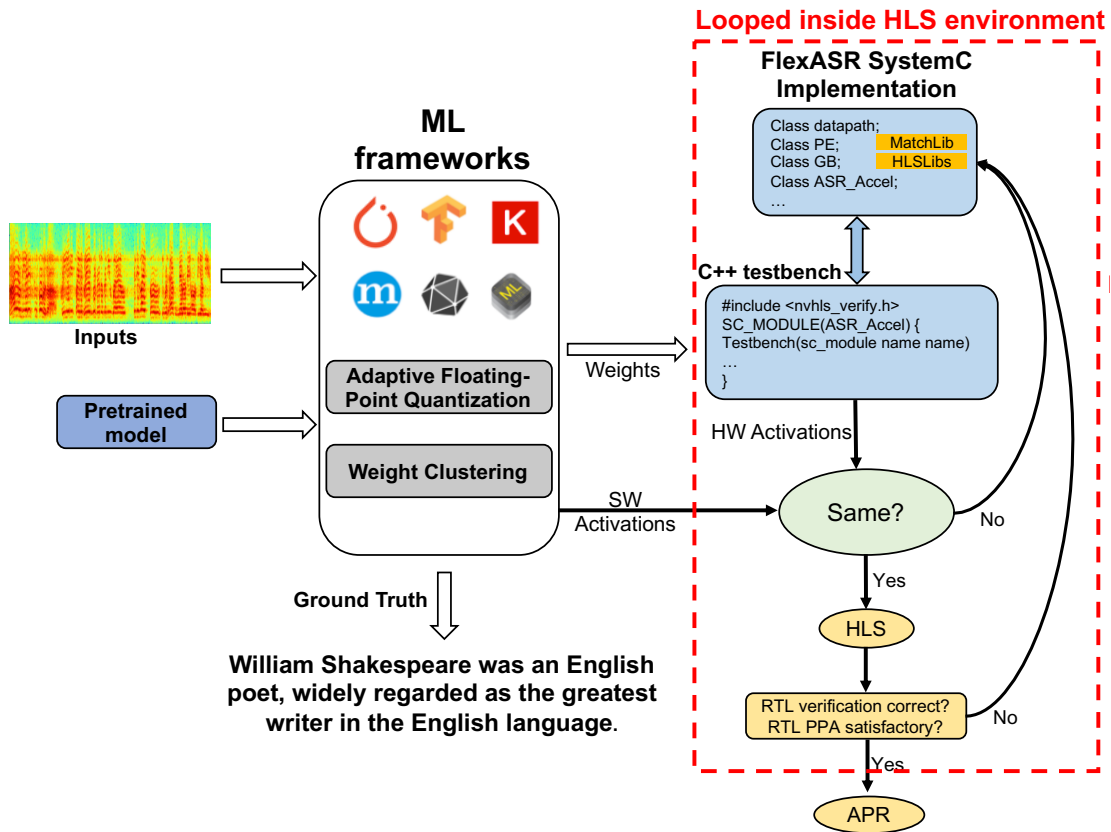 Looped inside HLS environment
FlexASR SystemC
Implementation
Class datapath;
Class PE;
Class GB;
Class ASR_Accel;
…
MatchLib
HLSLibs
ML
frameworks
K
m
ML
Inputs
Pretrained
model
Adaptive Floating-
Point Quantization
Weight Clustering
Weights
C++ testbench
#include <nvhls_verify.h>
SC_MODULE(ASR_Accel) {
Testbench(sc_module name name)
…
}
HW Activations
SW
Activations
Same?
No
Yes
HLS
RTL verification correct?
RTL PPA satisfactory?
No
Yes
APR
Ground Truth
William Shakespeare was an English
poet, widely regarded as the greatest
writer in the English language.